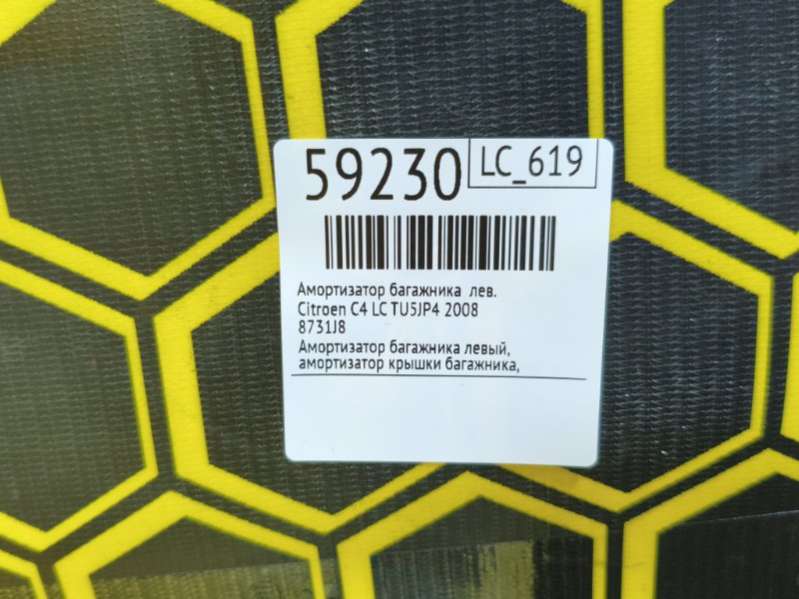 59230 LC_619
Амортизатор багажника лев.
Citroen C4 LC TU5JP4 2008
8731J8
Амортизатор багажника левый,
амортизатор крышки багажника,